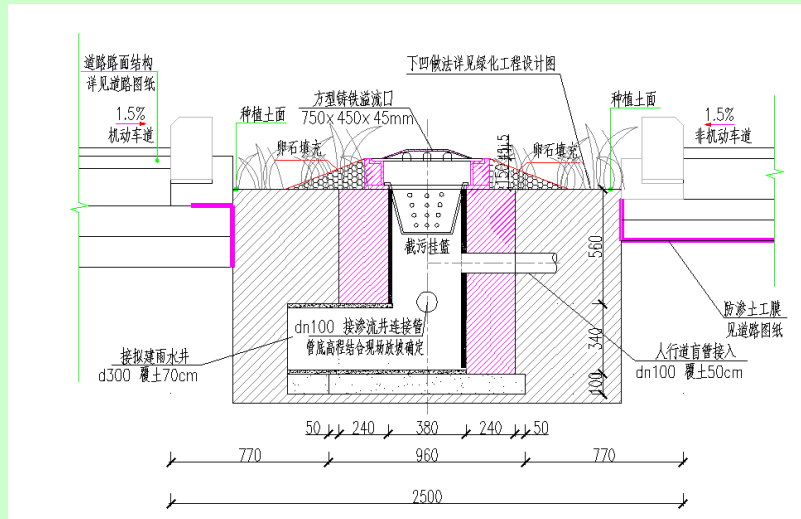 道路路面结构
详见道路图纸
1.5%
机动车道
种植土面
方型铸铁溢流口
750×450×45mm
卵石填充
下凹做法详见绿化工程设计图
卵石填充
种植土面
1.5%
非机动车道
截污挂篮
560
dn100 接渗流井连接管
管底高程结合现场放坡确定
340
100
防渗土工膜
见道路图纸
接拟建雨水井
d300 覆土70cm
人行道盲管接入
dn100 覆土50cm
50
240
380
240
50
770
960
770
2500